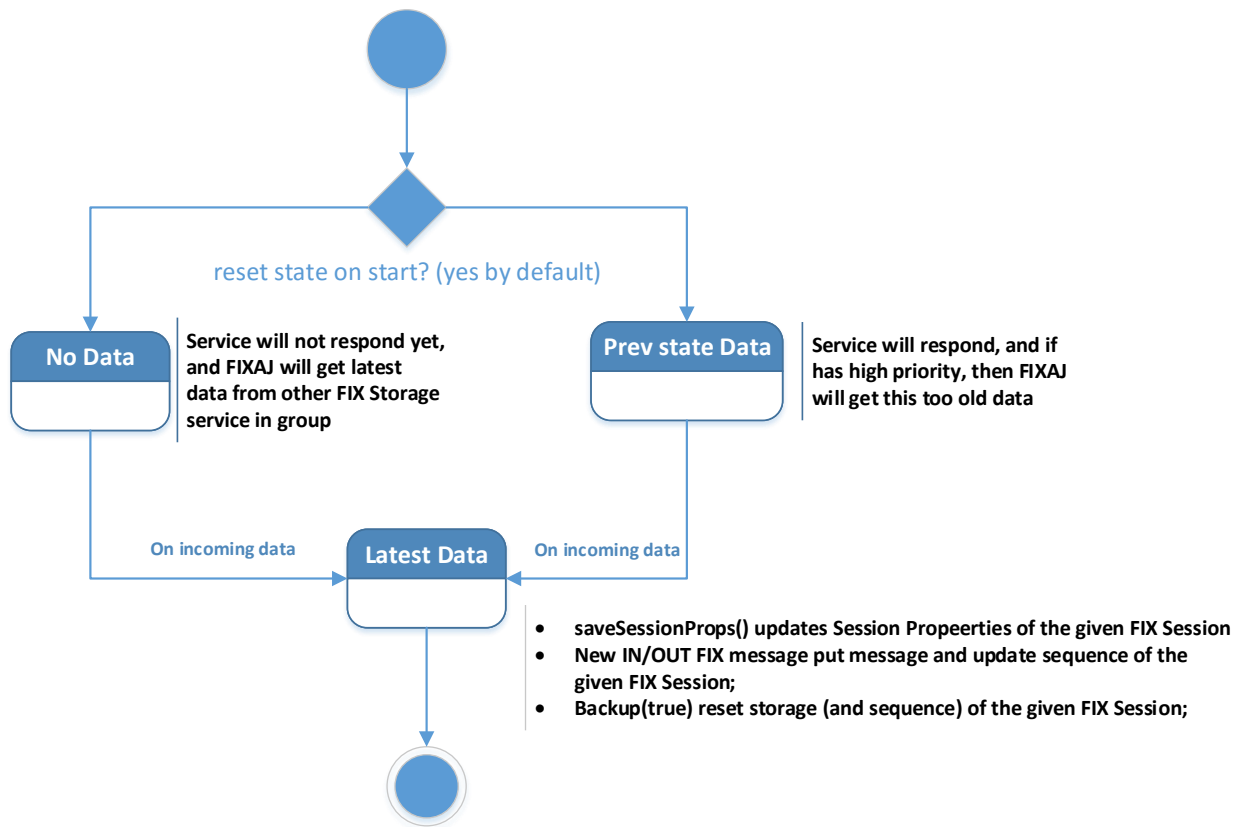 reset state on start? (yes by default)
No Data
Service will not respond yet,
and FIXAJ will get latest
data from other FIX Storage
service in group
Prev state Data
Service will respond, and if
has high priority, then FIXAJ
will get this too old data
On incoming data
Latest Data
On incoming data
• saveSessionProps() updates Session Propeerties of the given FIX Session
• New IN/OUT FIX message put message and update sequence of the
given FIX Session;
• Backup(true) reset storage (and sequence) of the given FIX Session;